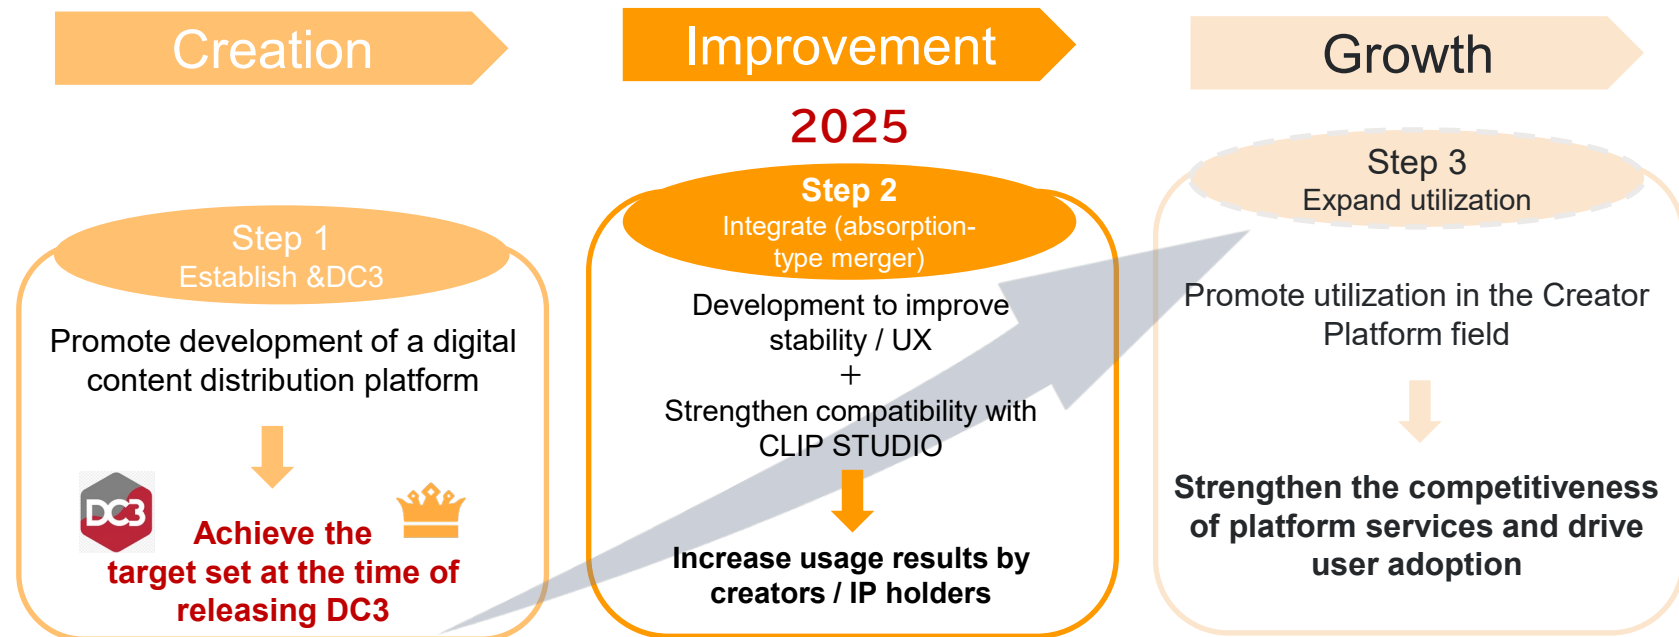 Creation
Step 1
Establish &DC3
Promote development of a digital
content distribution platform
DC3
Achieve the
target set at the time of
releasing DC3
Improvement
2025
Step 2
Integrate (absorption-
type merger)
Development to improve
stability / UX
+
Strengthen compatibility with
CLIP STUDIO
Increase usage results by
creators / IP holders
Growth
Step 3
Expand utilization
Promote utilization in the Creator
Platform field
Strengthen the competitiveness
of platform services and drive
user adoption